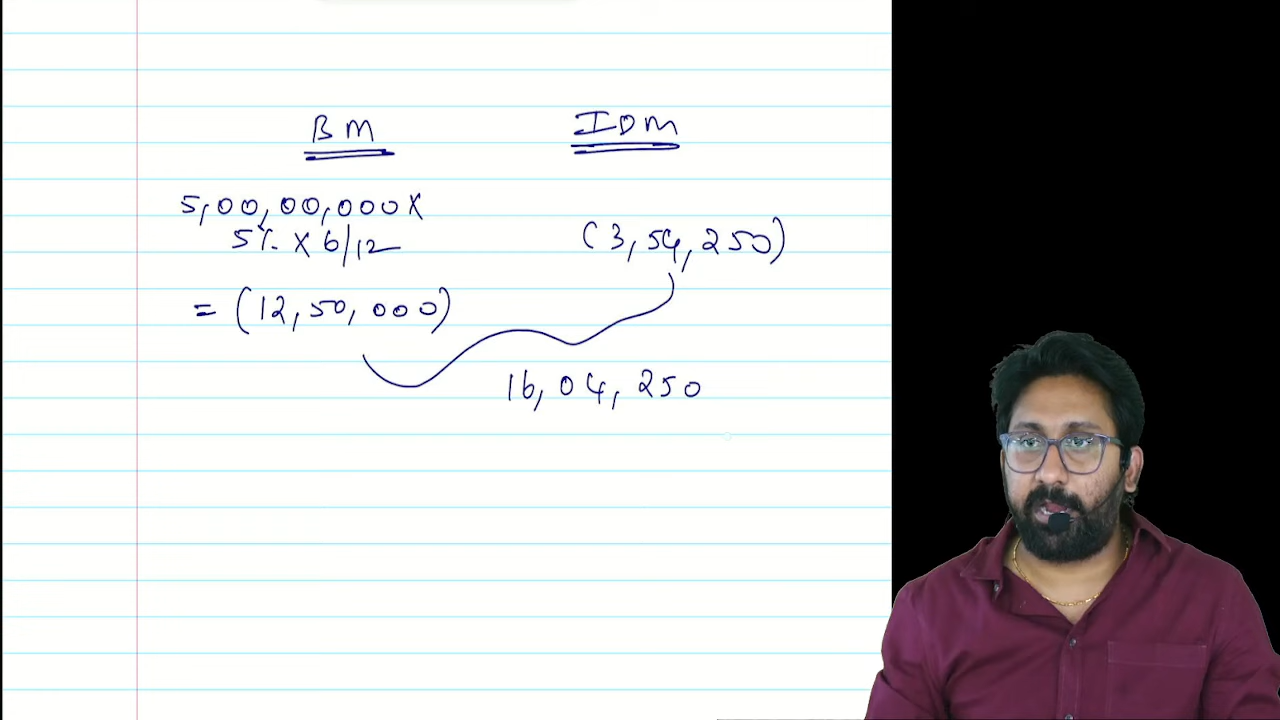 BM IDM
5,00,00,000 X
5% X 6/12
(3,54,250)
= (12,50,000)
16,04,250